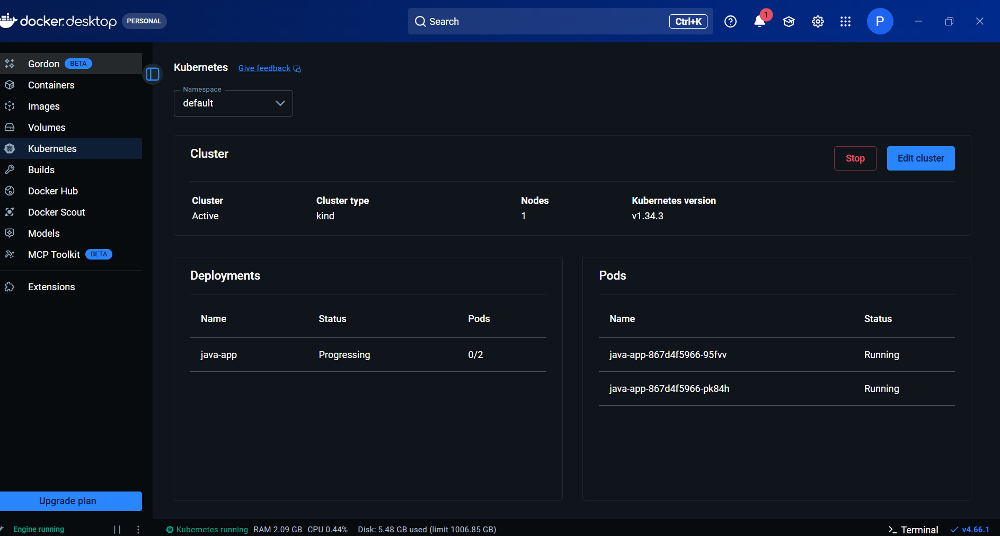 docker.desktop PERSONAL
Search Ctrl+K
1
P
Gordon BETA
Containers
Images
Volumes
Kubernetes
Builds
Docker Hub
Docker Scout
Models
MCP Toolkit BETA
Extensions
Upgrade plan
Kubernetes Give feedback
Namespace
default
Cluster
Stop Edit cluster
Cluster Cluster type Nodes Kubernetes version
Active kind 1 v1.34.3
Deployments
Name Status Pods
java-app Progressing 0/2
Pods
Name Status
java-app-867d4f5966-95fvv Running
java-app-867d4f5966-pk84h Running
Engine running Kubernetes running RAM 2.09 GB CPU 0.44% Disk: 5.48 GB used (limit 1006.85 GB) Terminal v4.66.1